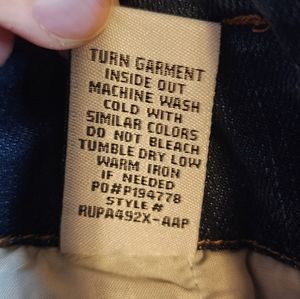 TURN GARMENT
INSIDE OUT
MACHINE WASH
COLD WITH
SIMILAR COLORS
DO NOT BLEACH
TUMBLE DRY LOW
WARM IRON
IF NEEDED
PO#P194778
STYLE#
RUPA492X-AAP